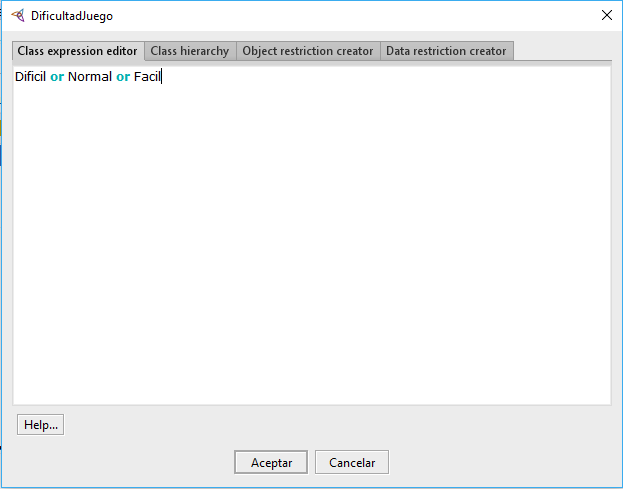 DificultadJuego
Class expression editor Class hierarchy Object restriction creator Data restriction creator
Dificil or Normal or Facil
Help...
Aceptar Cancelar